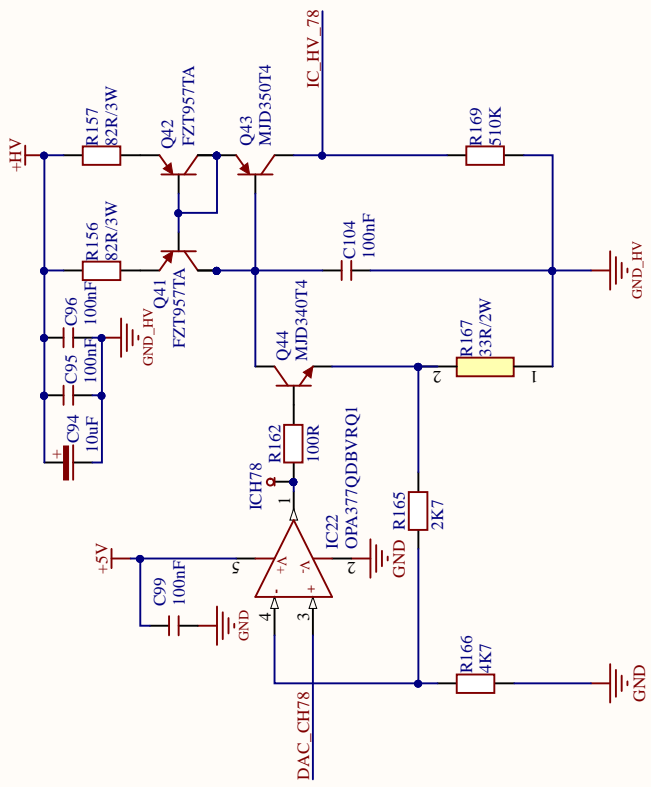 IC_HV_78
+HV
R157
82R/3W
Q42
FZT957TA
Q43
MJD350T4
R169
510K
R156
82R/3W
Q41
FZT957TA
C104
100nF
GND_HV
C96
100nF
C95
100nF
C94
10uF
+
GND_HV
Q44
MJD340T4
R167
33R/2W
2
1
ICH78
R162
100R
1
IC22
OPA377QDBVRQ1
+5V
5
V+
V-
2
GND
-
+
4
3
C99
100nF
GND
R165
2K7
R166
4K7
GND
DAC_CH78